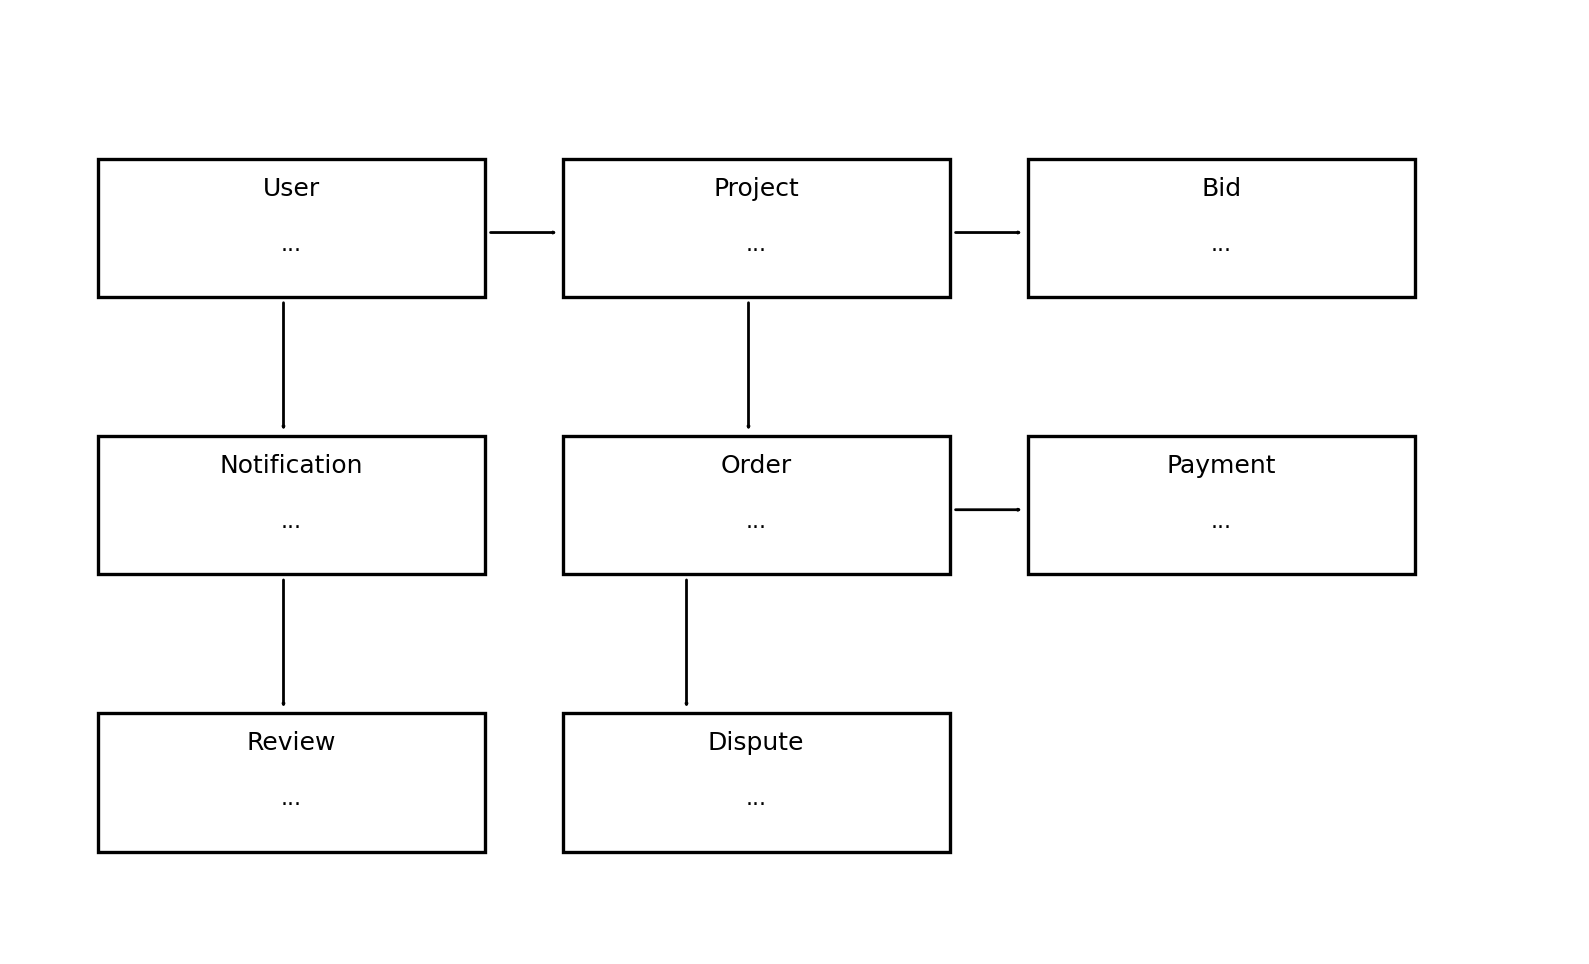 User
...
Project
...
Bid
...
Notification
...
Order
...
Payment
...
Review
...
Dispute
...